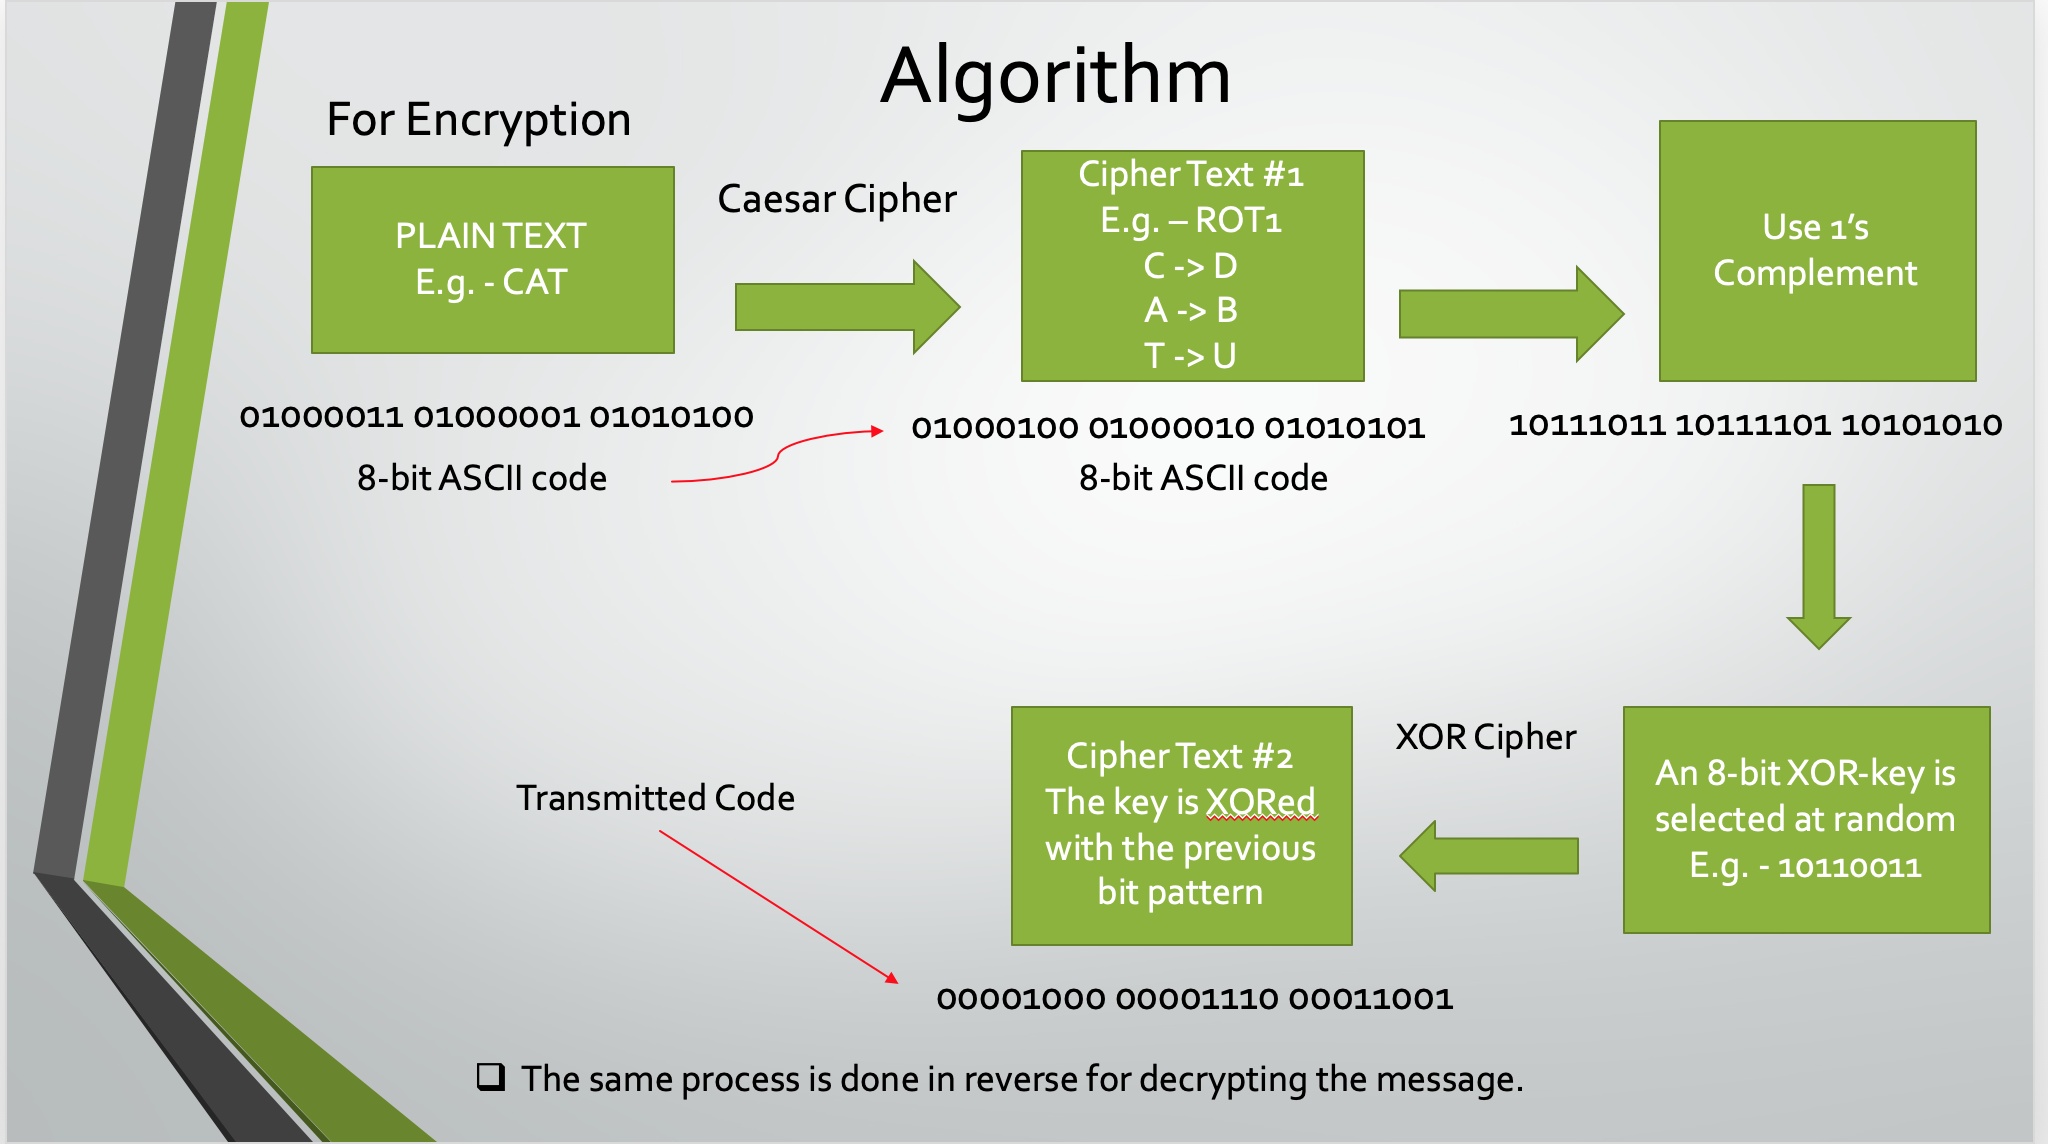 Algorithm
For Encryption
PLAIN TEXT
E.g. - CAT
01000011 01000001 01010100
8-bit ASCII code
Caesar Cipher
Cipher Text #1
E.g. – ROT1
C -> D
A -> B
T -> U
01000100 01000010 01010101
8-bit ASCII code
Use 1’s
Complement
10111011 10111101 10101010
An 8-bit XOR-key is
selected at random
E.g. - 10110011
XOR Cipher
Cipher Text #2
The key is XORed
with the previous
bit pattern
Transmitted Code
00001000 00001110 00011001
The same process is done in reverse for decrypting the message.